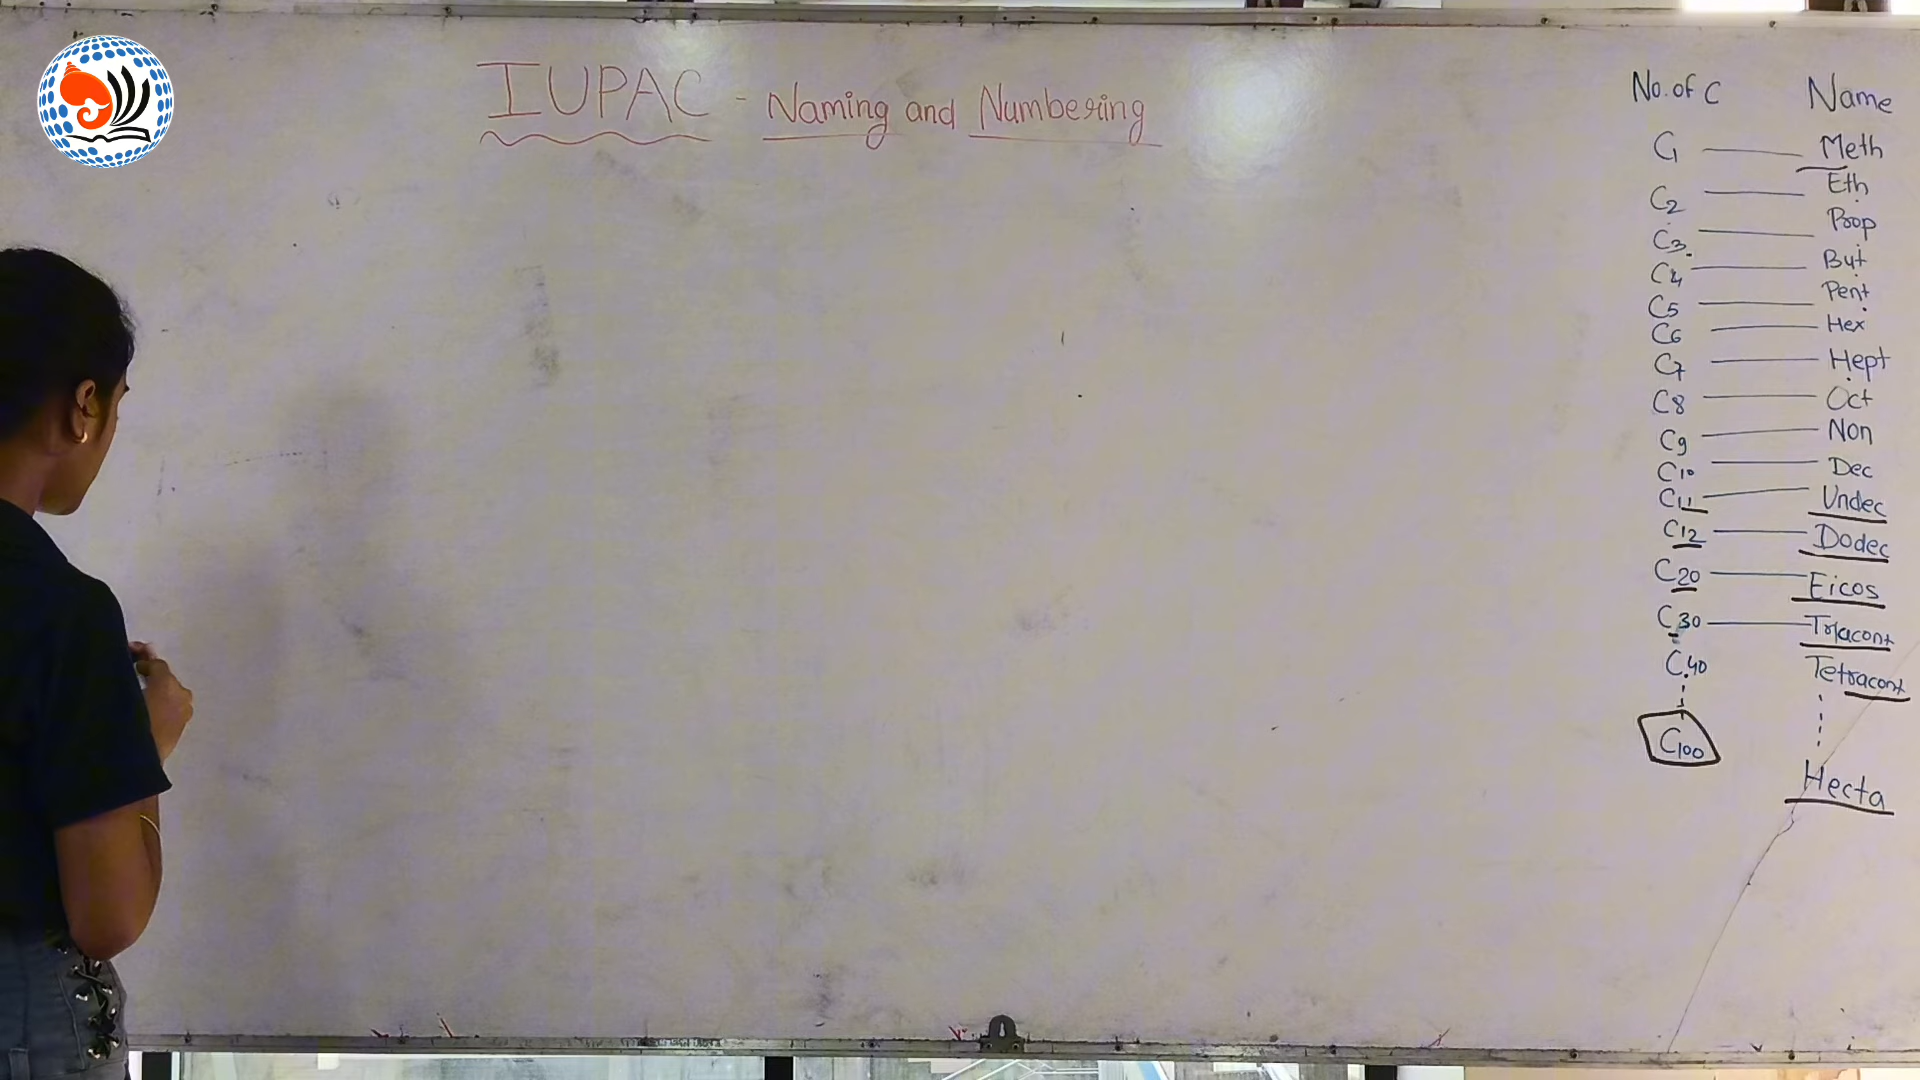 IUPAC - Naming and Numbering
No. of C Name
C1 — Meth
C2 — Eth
C3 — Prop
C4 — But
C5 — Pent
C6 — Hex
C7 — Hept
C8 — Oct
C9 — Non
C10 — Dec
C11 — Undec
C12 — Dodec
C20 — Eicos
C30 — Triacont
C40 Tetracont
C100
Hecta